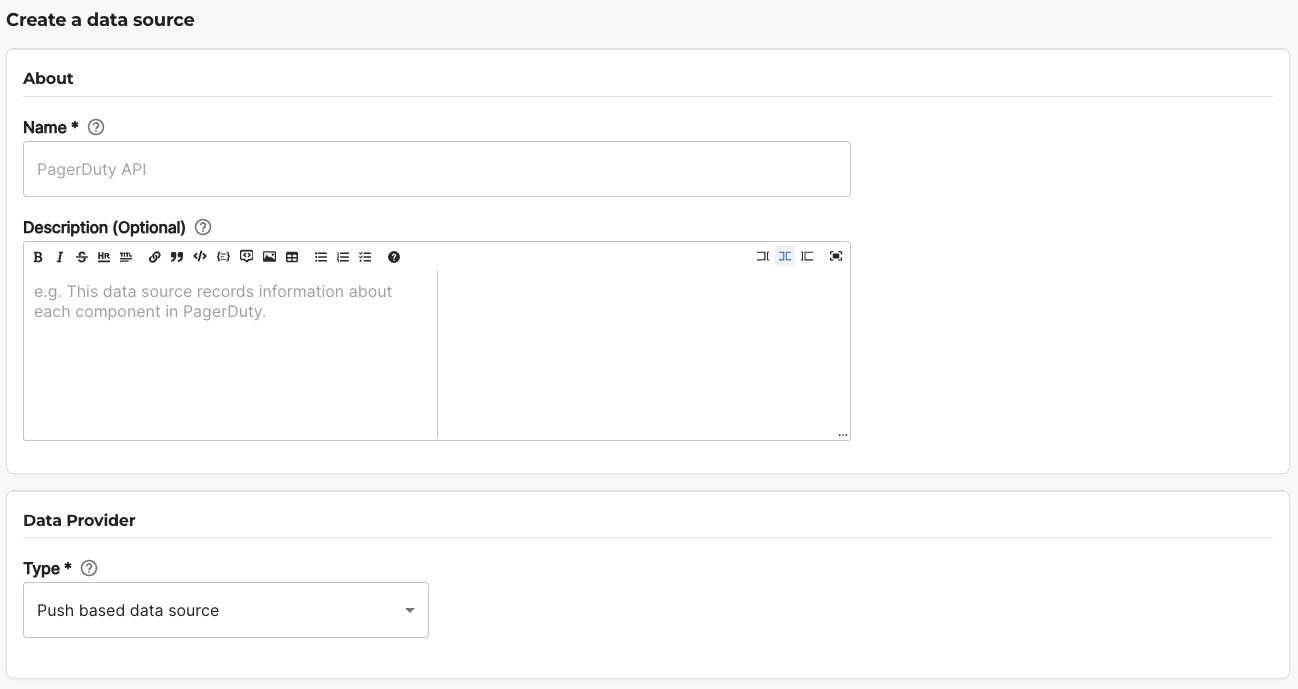 Create a data source
About
Name *
PagerDuty API
Description (Optional)
e.g. This data source records information about
each component in PagerDuty.
Data Provider
Type *
Push based data source